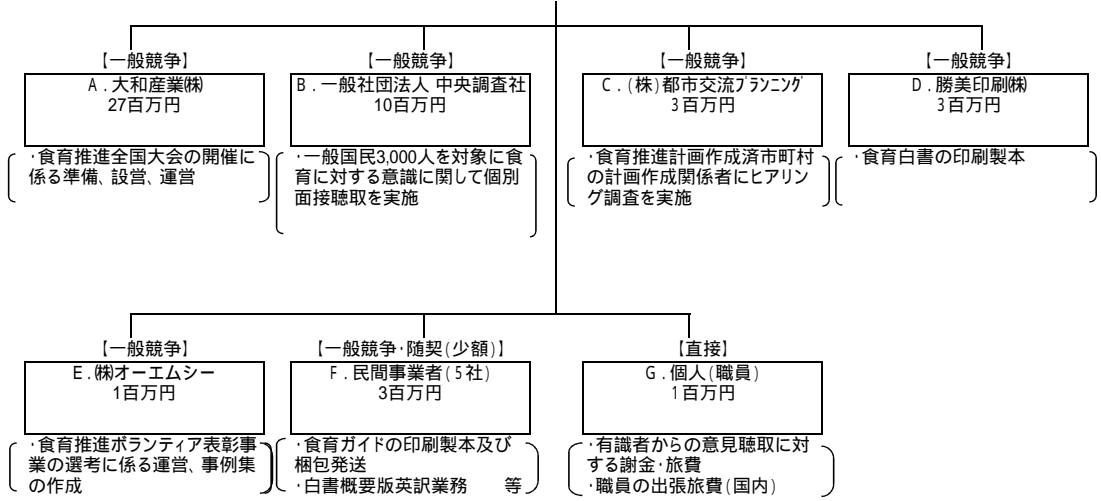 【一般競争】
A．大和産業㈱
27百万円
・食育推進全国大会の開催に
係る準備、設営、運営
【一般競争】
B．一般社団法人 中央調査社
10百万円
・一般国民3,000人を対象に食
育に対する意識に関して個別
面接聴取を実施
【一般競争】
C．(株)都市交流プランニング
3百万円
・食育推進計画作成済市町村
の計画作成関係者にヒアリン
グ調査を実施
【一般競争】
D．勝美印刷㈱
3百万円
・食育白書の印刷製本
【一般競争】
E．㈱オーエムシー
1百万円
・食育推進ボランティア表彰事
業の選考に係る運営、事例集
の作成
【一般競争・随契(少額)】
F．民間事業者(5社)
3百万円
・食育ガイドの印刷製本及び
梱包発送
・白書概要版英訳業務　等
【直接】
G．個人(職員)
1百万円
・有識者からの意見聴取に対
する謝金・旅費
・職員の出張旅費(国内)